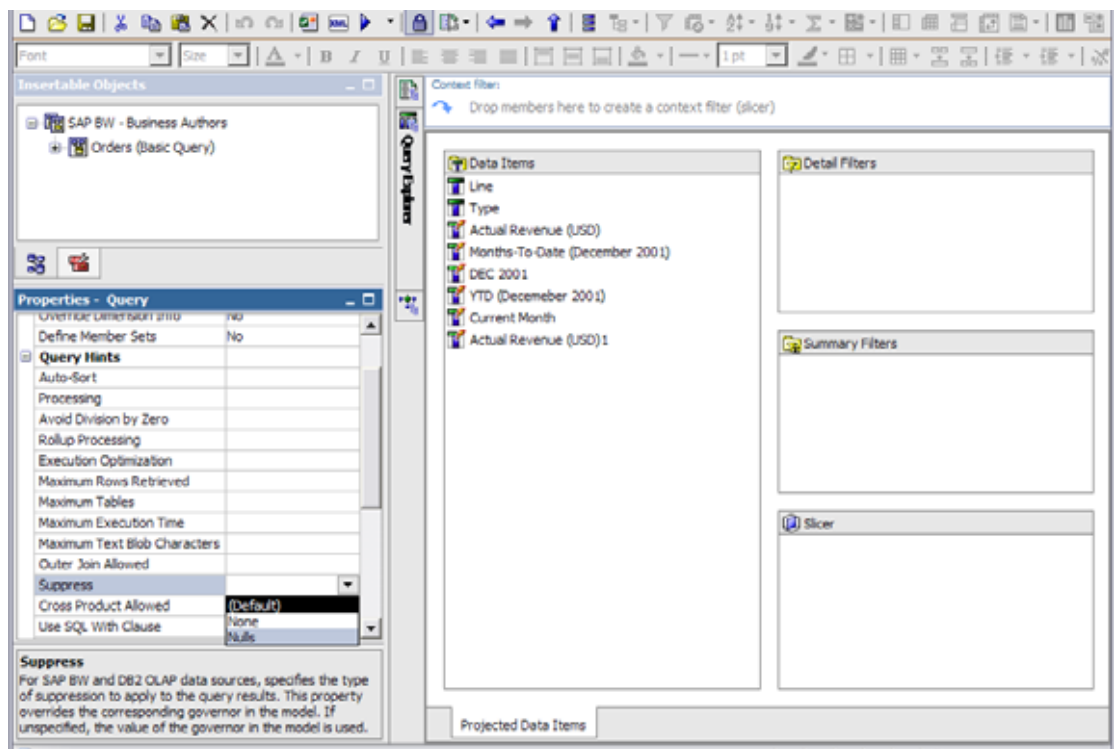 Font
Size
1 pt
Insertable Objects
SAP BW - Business Authors
Orders (Basic Query)
Properties - Query
Override Dimension Info No
Define Member Sets No
Query Hints
Auto-Sort
Processing
Avoid Division by Zero
Rollup Processing
Execution Optimization
Maximum Rows Retrieved
Maximum Tables
Maximum Execution Time
Maximum Text Blob Characters
Outer Join Allowed
Suppress
Cross Product Allowed
Use SQL With Clause
(Default)
None
Nulls
Suppress
For SAP BW and DB2 OLAP data sources, specifies the type
of suppression to apply to the query results. This property
overrides the corresponding governor in the model. If
unspecified, the value of the governor in the model is used.
Query Explorer
Context filter:
Drop members here to create a context filter (slicer)
Data Items
Line
Type
Actual Revenue (USD)
Months-To-Date (December 2001)
DEC 2001
YTD (Decemeber 2001)
Current Month
Actual Revenue (USD)1
Detail Filters
Summary Filters
Slicer
Projected Data Items